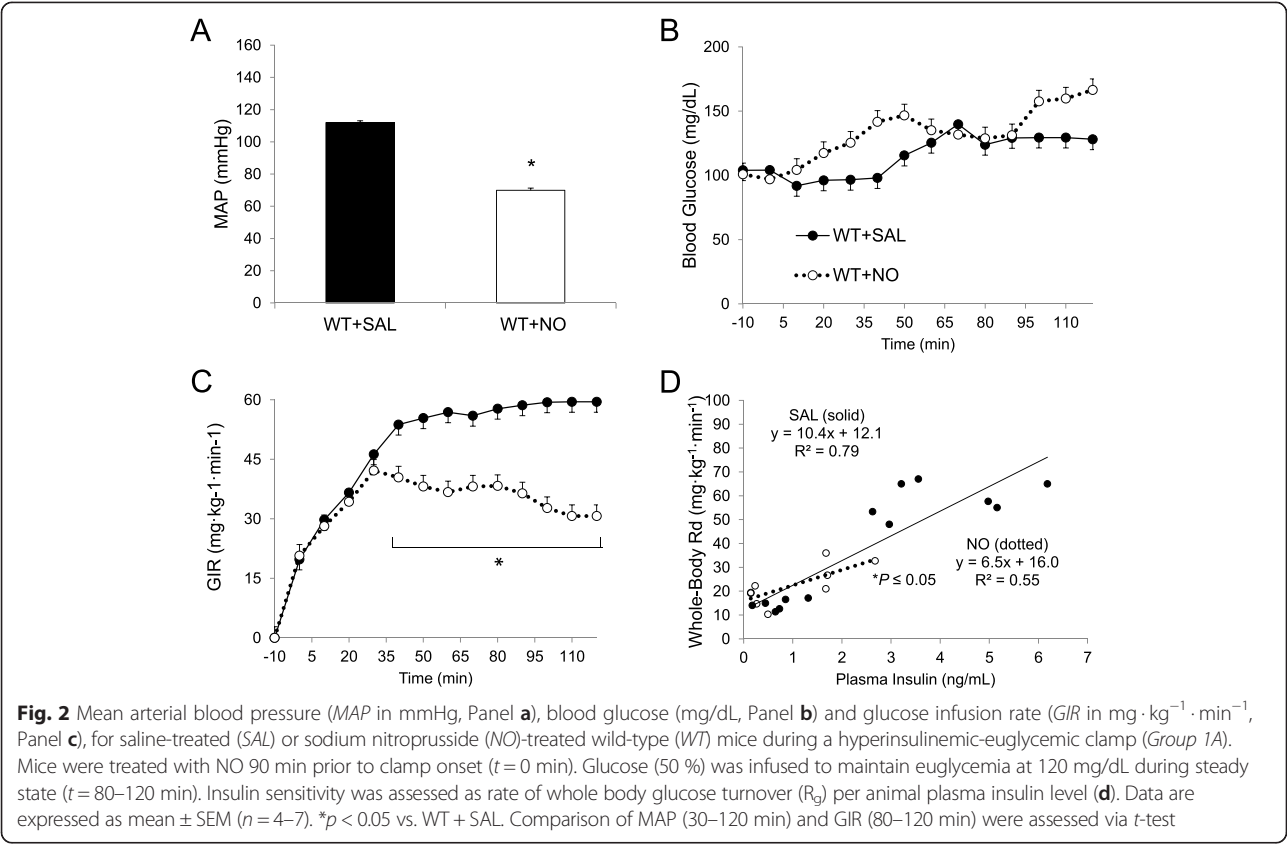 A
160
140
120
100
80
60
40
20
0
MAP (mmHg)
*
WT+SAL
WT+NO
B
200
150
100
50
0
Blood Glucose (mg/dL)
WT+SAL
WT+NO
-10 5 20 35 50 65 80 95 110
Time (min)
C
60
45
30
15
0
GIR (mg·kg-1·min-1)
*
-10 5 20 35 50 65 80 95 110
Time (min)
D
100
90
80
70
60
50
40
30
20
10
0
Whole-Body Rd (mg·kg⁻¹·min⁻¹)
SAL (solid)
y = 10.4x + 12.1
R² = 0.79
NO (dotted)
y = 6.5x + 16.0
R² = 0.55
*P ≤ 0.05
0 1 2 3 4 5 6 7
Plasma Insulin (ng/mL)
Fig. 2 Mean arterial blood pressure (MAP in mmHg, Panel a), blood glucose (mg/dL, Panel b) and glucose infusion rate (GIR in mg · kg⁻¹ · min⁻¹,
Panel c), for saline-treated (SAL) or sodium nitroprusside (NO)-treated wild-type (WT) mice during a hyperinsulinemic-euglycemic clamp (Group 1A).
Mice were treated with NO 90 min prior to clamp onset (t = 0 min). Glucose (50 %) was infused to maintain euglycemia at 120 mg/dL during steady
state (t = 80–120 min). Insulin sensitivity was assessed as rate of whole body glucose turnover (Rg) per animal plasma insulin level (d). Data are
expressed as mean ± SEM (n = 4–7). *p < 0.05 vs. WT + SAL. Comparison of MAP (30–120 min) and GIR (80–120 min) were assessed via t-test